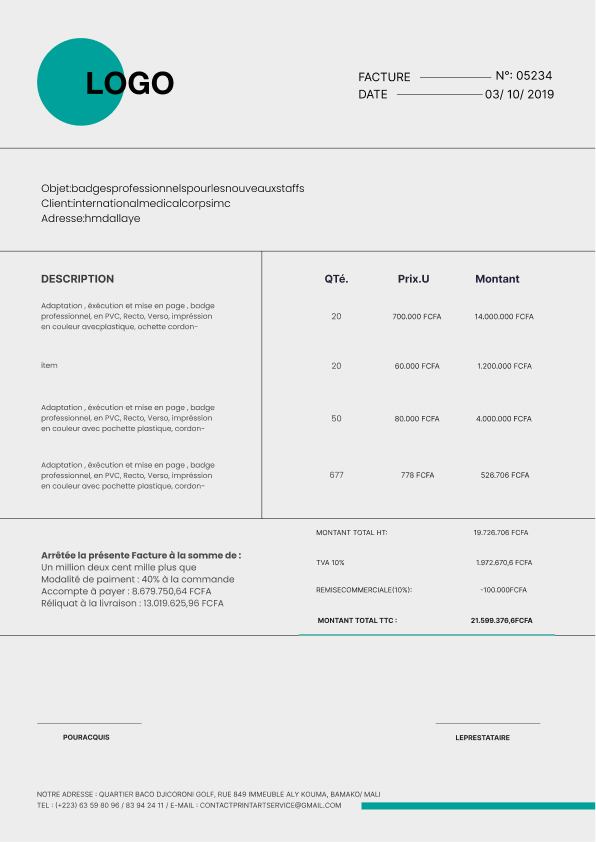 LOGO
FACTURE N°: 05234
DATE 03/ 10/ 2019
Objet:badgesprofessionnelspourlesnouveauxstaffs
Client:internationalmedicalcorpsimc
Adresse:hmdallaye
DESCRIPTION QTé. Prix.U Montant
Adaptation , éxécution et mise en page , badge
professionnel, en PVC, Recto, Verso, impréssion
en couleur avecplastique, ochette cordon-
20 700.000 FCFA 14.000.000 FCFA
item 20 60.000 FCFA 1.200.000 FCFA
Adaptation , éxécution et mise en page , badge
professionnel, en PVC, Recto, Verso, impréssion
en couleur avec pochette plastique, cordon-
50 80.000 FCFA 4.000.000 FCFA
Adaptation , éxécution et mise en page , badge
professionnel, en PVC, Recto, Verso, impréssion
en couleur avec pochette plastique, cordon-
677 778 FCFA 526.706 FCFA
MONTANT TOTAL HT: 19.726.706 FCFA
TVA 10% 1.972.670,6 FCFA
REMISECOMMERCIALE(10%): -100.000FCFA
MONTANT TOTAL TTC : 21.599.376,6FCFA
Arrêtée la présente Facture à la somme de :
Un million deux cent mille plus que
Modalité de paiment : 40% à la commande
Accompte à payer : 8.679.750,64 FCFA
Réliquat à la livraison : 13.019.625,96 FCFA
POURACQUIS LEPRESTATAIRE
NOTRE ADRESSE : QUARTIER BACO DJICORONI GOLF, RUE 849 IMMEUBLE ALY KOUMA, BAMAKO/ MALI
TEL : (+223) 63 59 80 96 / 83 94 24 11 / E-MAIL : CONTACTPRINTARTSERVICE@GMAIL.COM